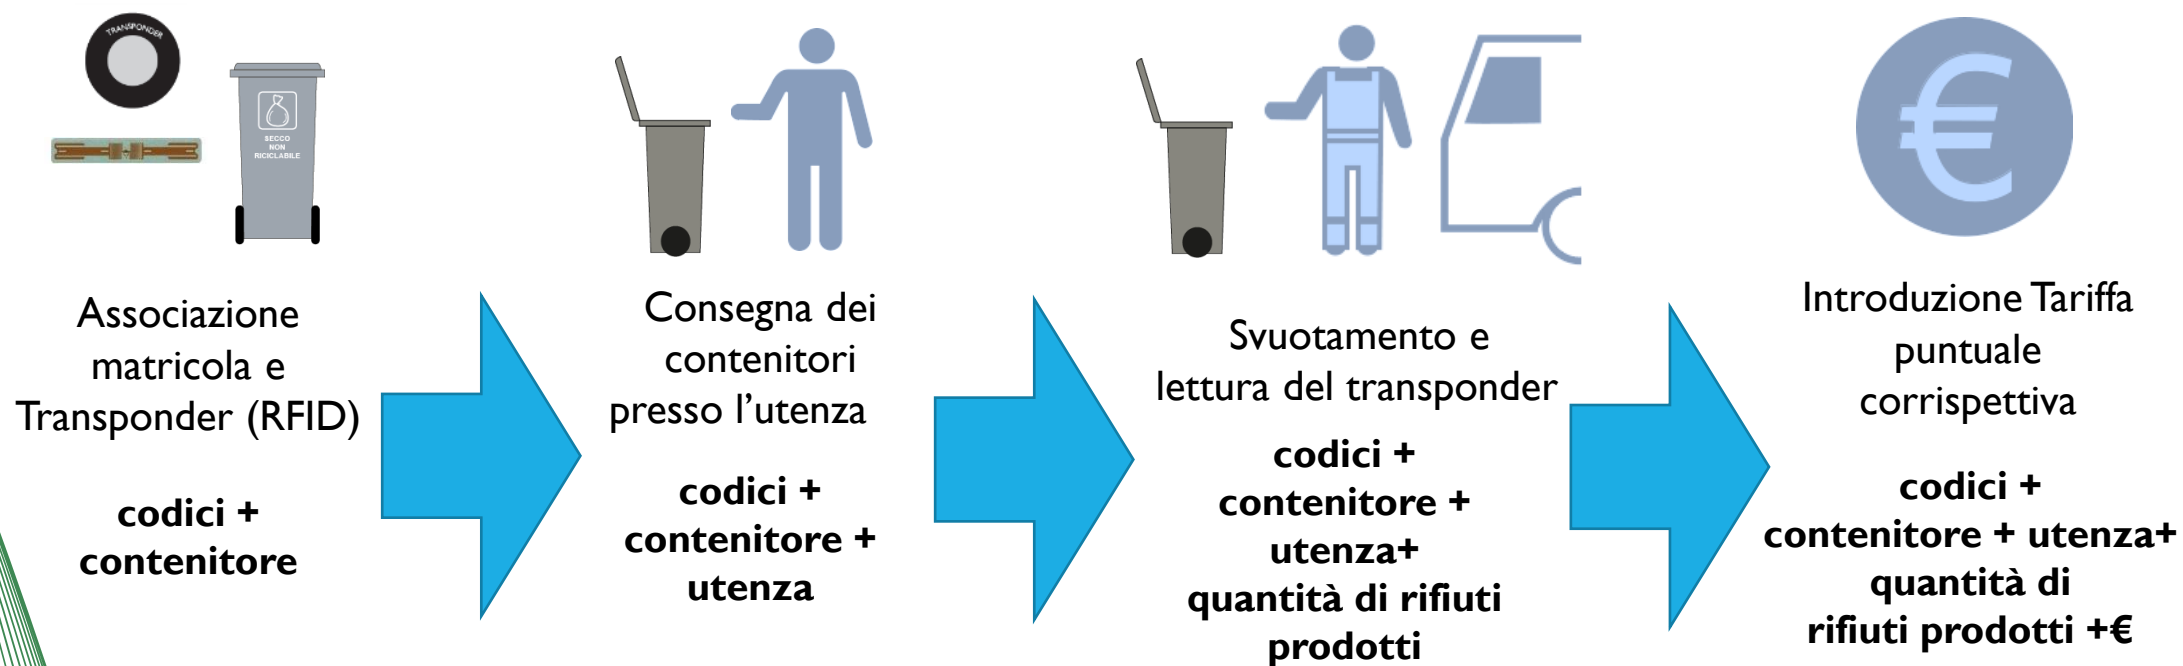 TRANSPONDER
SECCO
NON
RICICLABILE
Associazione
matricola e
Transponder (RFID)
codici +
contenitore
Consegna dei
contenitori
presso l'utenza
codici +
contenitore +
utenza
Svuotamento e
lettura del transponder
codici +
contenitore +
utenza+
quantità di rifiuti
prodotti
€
Introduzione Tariffa
puntuale
corrispettiva
codici +
contenitore + utenza+
quantità di
rifiuti prodotti +€